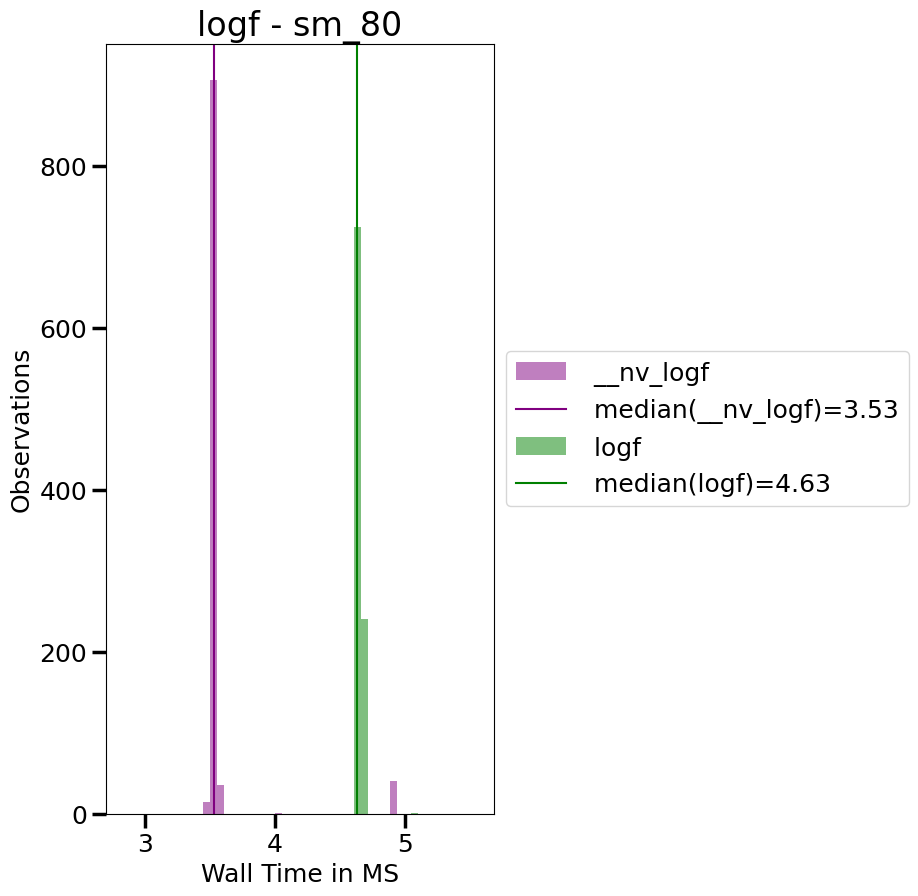 logf - sm_80
800
600
400
200
0
Observations
3
4
5
Wall Time in MS
__nv_logf
median(__nv_logf)=3.53
logf
median(logf)=4.63